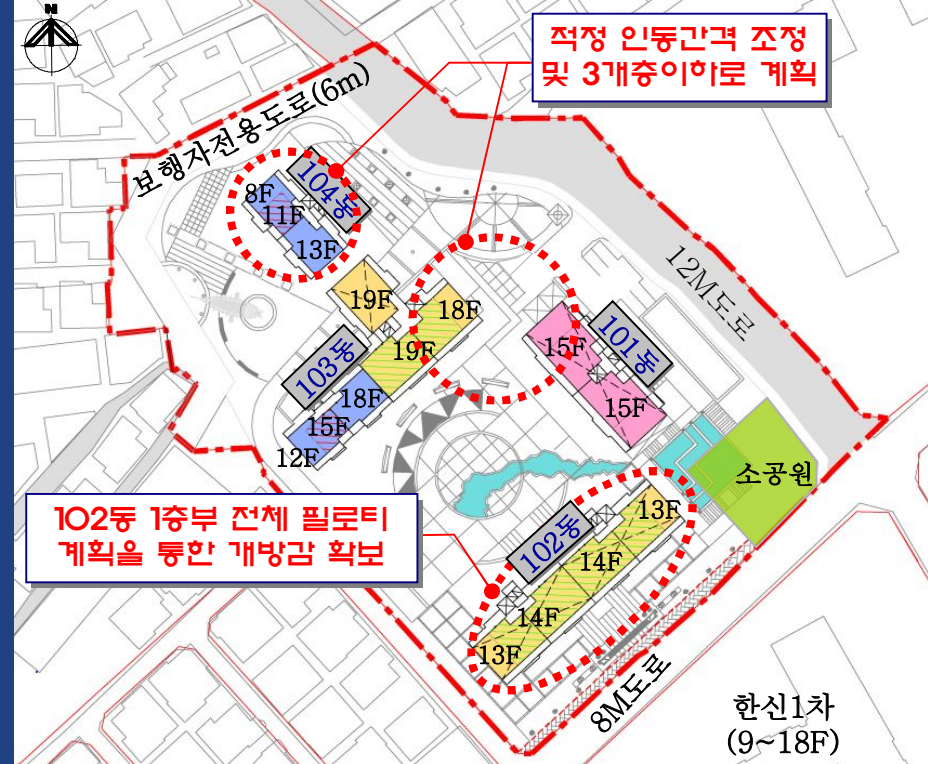 N
적정 인동간격 조정
및 3개층이하로 계획
보행자전용도로(6m)
104동
8F
11F
13F
12M도로
19F
18F
19F
103동
18F
15F
12F
15F
101동
15F
소공원
102동 1층부 전체 필로티
계획을 통한 개방감 확보
102동
13F
14F
14F
13F
8M도로
한신1차
(9~18F)